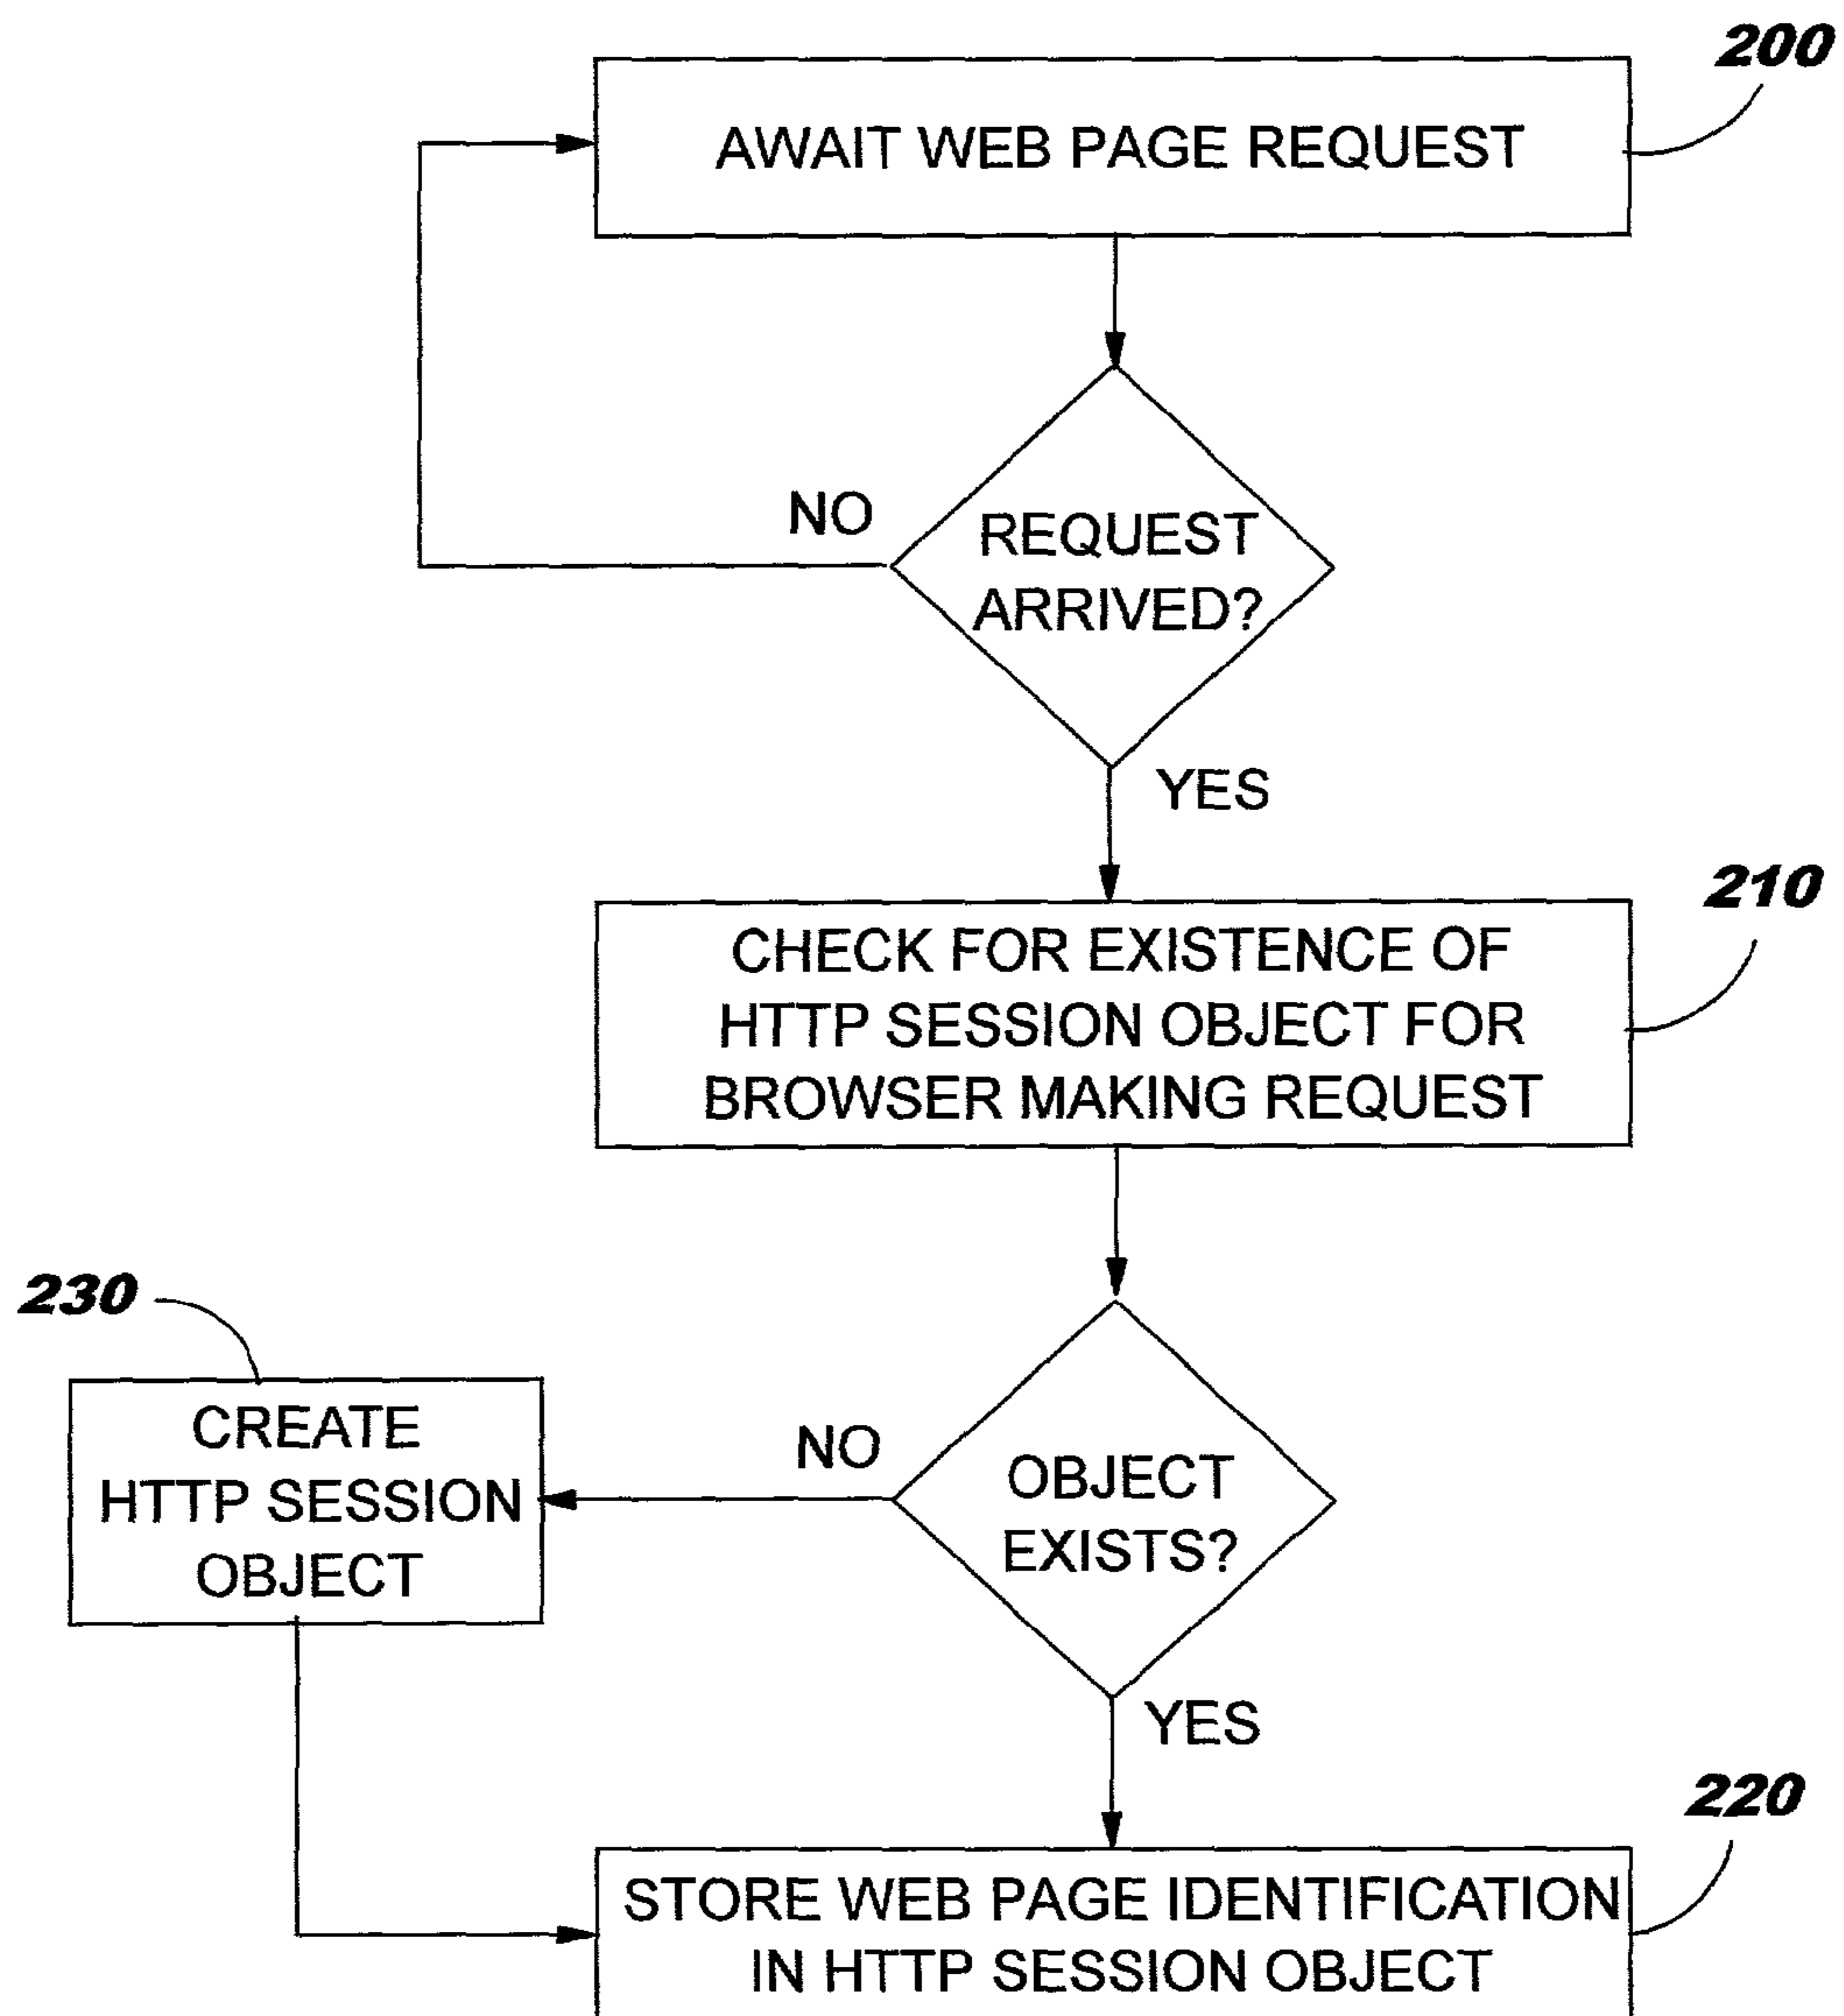 200
AWAIT WEB PAGE REQUEST
NO
REQUEST
ARRIVED?
YES
210
CHECK FOR EXISTENCE OF
HTTP SESSION OBJECT FOR
BROWSER MAKING REQUEST
230
CREATE
HTTP SESSION
OBJECT
NO
OBJECT
EXISTS?
YES
220
STORE WEB PAGE IDENTIFICATION
IN HTTP SESSION OBJECT